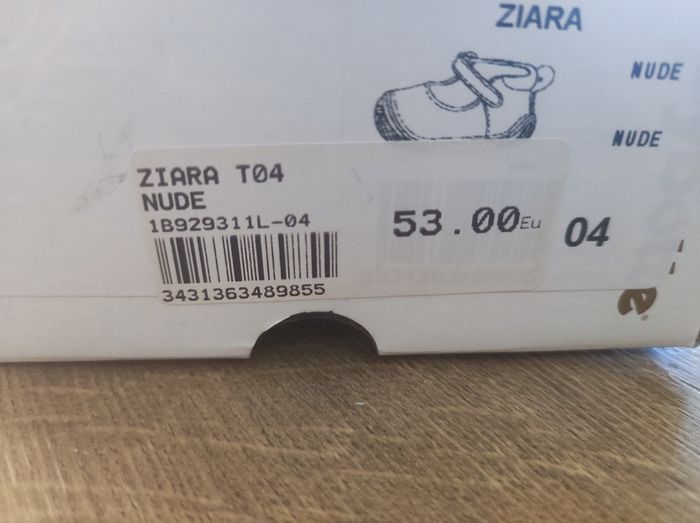 ZIARA
NUDE
NUDE
ZIARA T04
NUDE
1B929311L-04
53.00Eu
04
3431363489855
e®